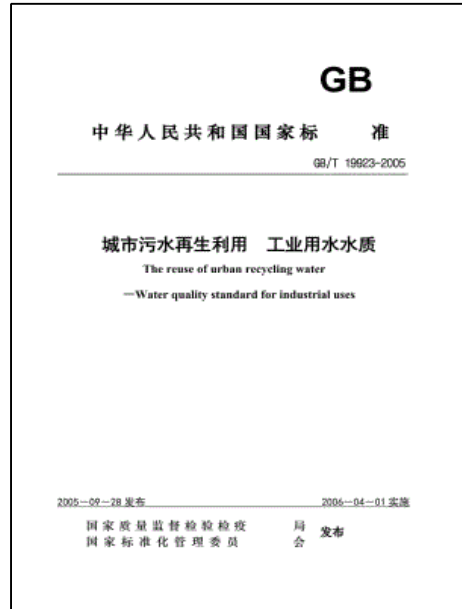 GB
中华人民共和国国家标 准
GB/T 19923-2005
城市污水再生利用 工业用水水质
The reuse of urban recycling water
—Water quality standard for industrial uses
2005-09-28 发布 2006-04-01 实施
国家质量监督检验检疫 局
国家标准化管理委员 会
发布